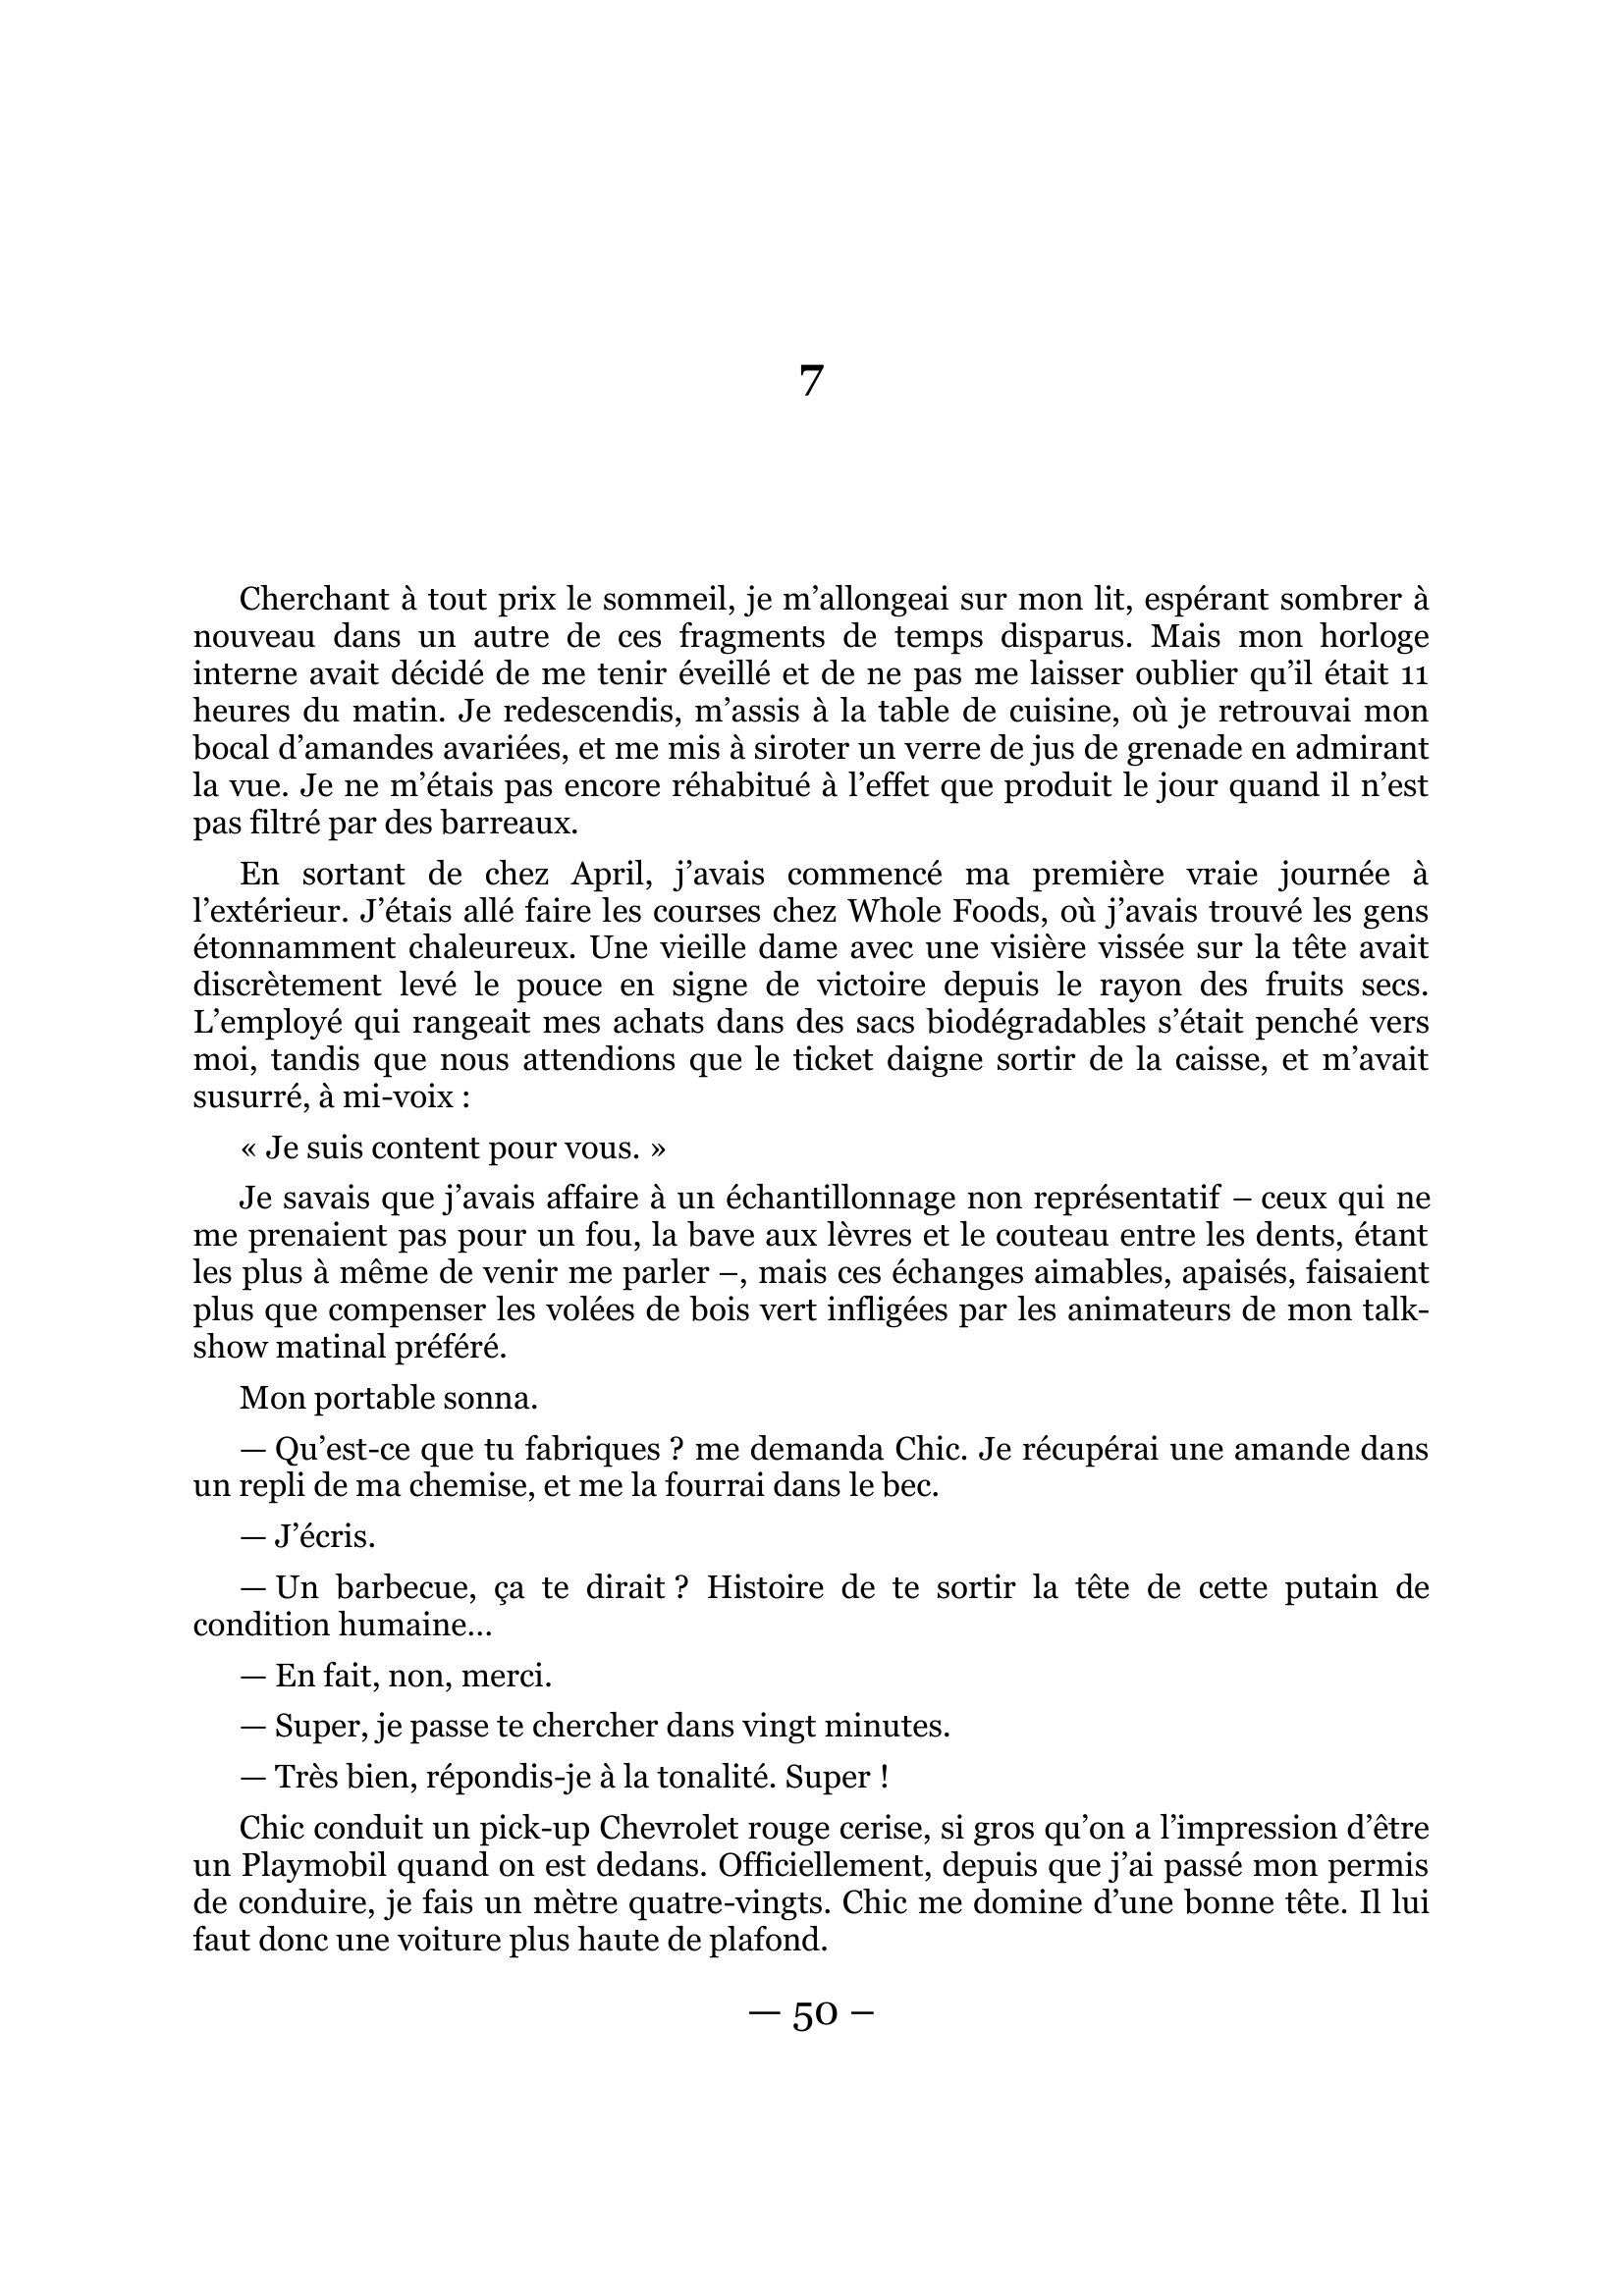 7
Cherchant à tout prix le sommeil, je m’allongeai sur mon lit, espérant sombrer à
nouveau dans un autre de ces fragments de temps disparus. Mais mon horloge
interne avait décidé de me tenir éveillé et de ne pas me laisser oublier qu’il était 11
heures du matin. Je redescendis, m’assis à la table de cuisine, où je retrouvai mon
bocal d’amandes avariées, et me mis à siroter un verre de jus de grenade en admirant
la vue. Je ne m’étais pas encore réhabitué à l’effet que produit le jour quand il n’est
pas filtré par des barreaux.
En sortant de chez April, j’avais commencé ma première vraie journée à
l’extérieur. J’étais allé faire les courses chez Whole Foods, où j’avais trouvé les gens
étonnamment chaleureux. Une vieille dame avec une visière vissée sur la tête avait
discrètement levé le pouce en signe de victoire depuis le rayon des fruits secs.
L’employé qui rangeait mes achats dans des sacs biodégradables s’était penché vers
moi, tandis que nous attendions que le ticket daigne sortir de la caisse, et m’avait
susurré, à mi-voix :
« Je suis content pour vous. »
Je savais que j’avais affaire à un échantillonnage non représentatif – ceux qui ne
me prenaient pas pour un fou, la bave aux lèvres et le couteau entre les dents, étant
les plus à même de venir me parler –, mais ces échanges aimables, apaisés, faisaient
plus que compenser les volées de bois vert infligées par les animateurs de mon talk-
show matinal préféré.
Mon portable sonna.
— Qu’est-ce que tu fabriques ? me demanda Chic. Je récupérai une amande dans
un repli de ma chemise, et me la fourrai dans le bec.
— J’écris.
— Un barbecue, ça te dirait ? Histoire de te sortir la tête de cette putain de
condition humaine…
— En fait, non, merci.
— Super, je passe te chercher dans vingt minutes.
— Très bien, répondis-je à la tonalité. Super !
Chic conduit un pick-up Chevrolet rouge cerise, si gros qu’on a l’impression d’être
un Playmobil quand on est dedans. Officiellement, depuis que j’ai passé mon permis
de conduire, je fais un mètre quatre-vingts. Chic me domine d’une bonne tête. Il lui
faut donc une voiture plus haute de plafond.
— 50 –